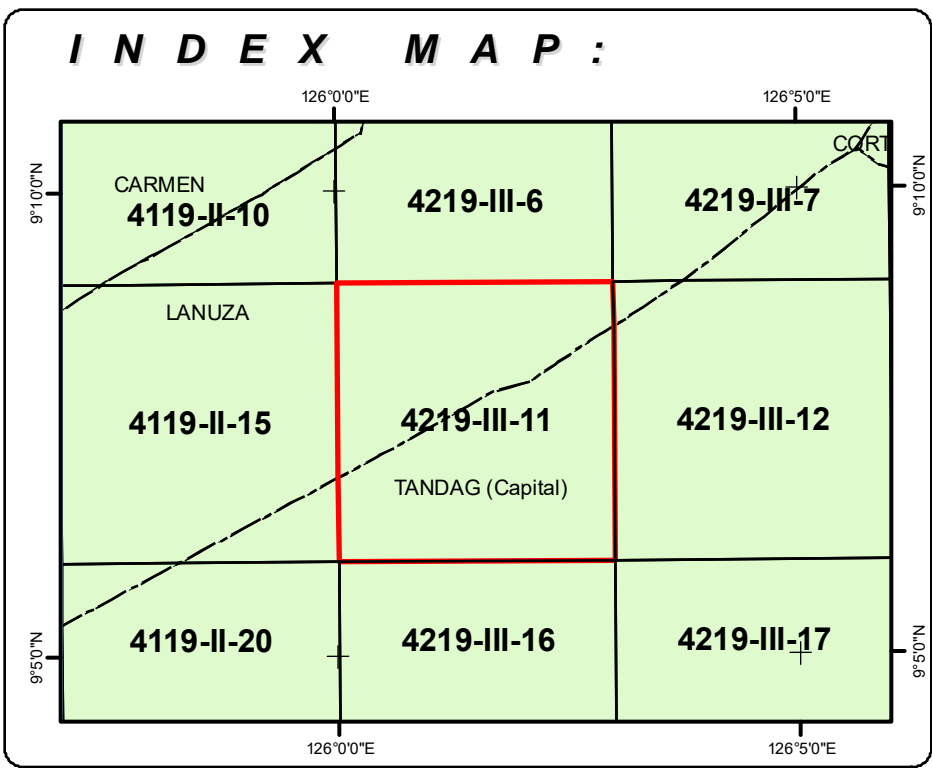 INDEX MAP:
126°0'0"E 126°5'0"E
CORT
9°10'0"N 9°10'0"N
CARMEN
4119-II-10 4219-III-6 4219-III-7
LANUZA
4119-II-15 4219-III-11 4219-III-12
TANDAG (Capital)
4119-II-20 4219-III-16 4219-III-17
9°5'0"N 9°5'0"N
126°0'0"E 126°5'0"E